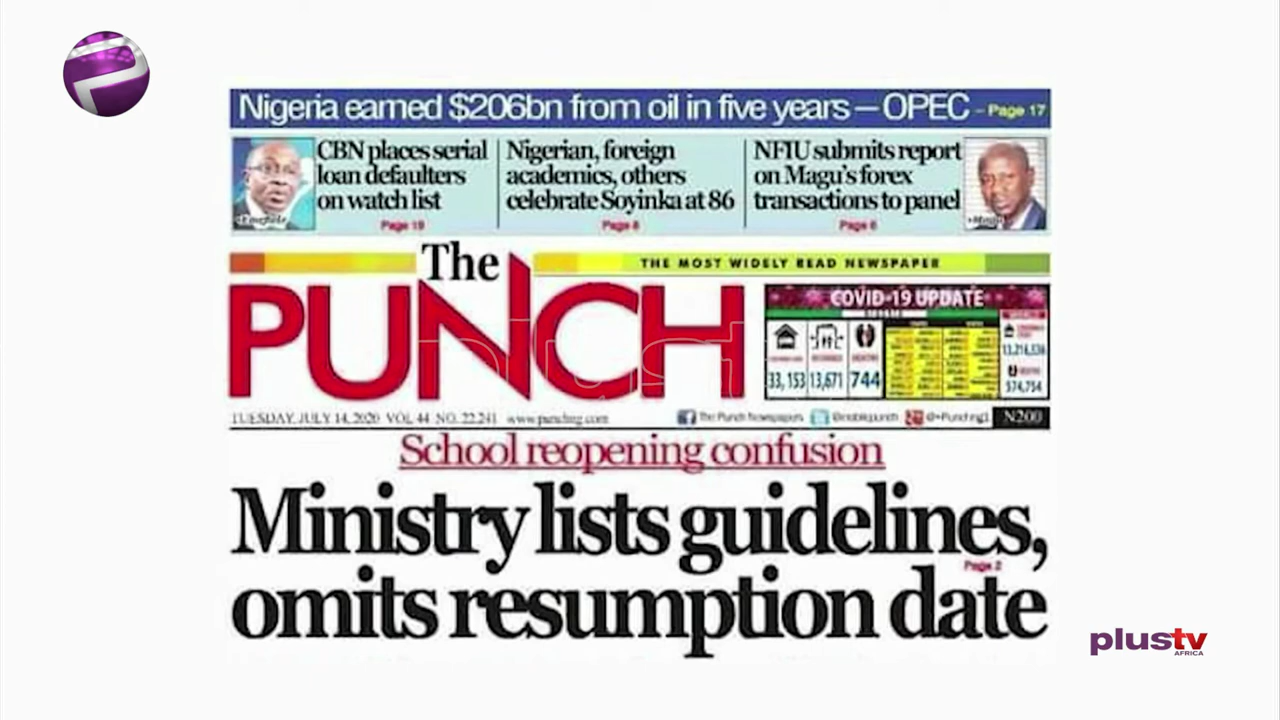 Nigeria earned $206bn from oil in five years – OPEC – Page 17
CBN places serial
loan defaulters
on watch list
Page 19
Nigerian, foreign
academics, others
celebrate Soyinka at 86
Page 8
NFIU submits report
on Magu's forex
transactions to panel
Page 6
•Magu
The
PUNCH
THE MOST WIDELY READ NEWSPAPER
COVID-19 UPDATE
33,153 13,671 744
13,216,536
574,754
TUESDAY, JULY 14, 2020 VOL 44 NO. 22,241 www.punchng.com
The Punch Newspapers @mobilepunch
N200
School reopening confusion
Ministry lists guidelines,
Page 2
omits resumption date
plustv
AFRICA